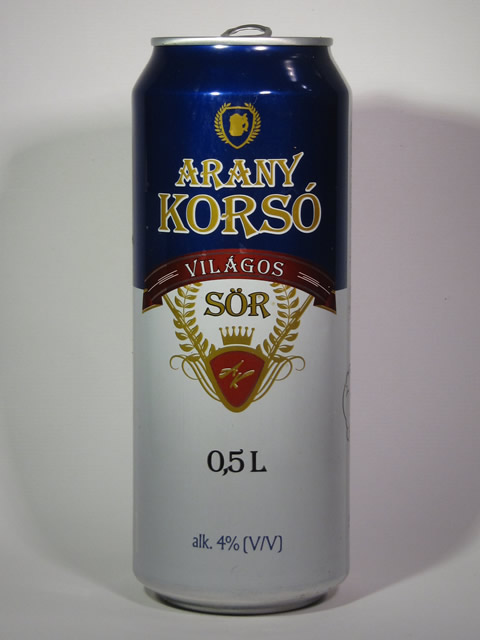 ARANY
KORSÓ
VILÁGOS
SÖR
0,5 L
alk. 4% (V/V)